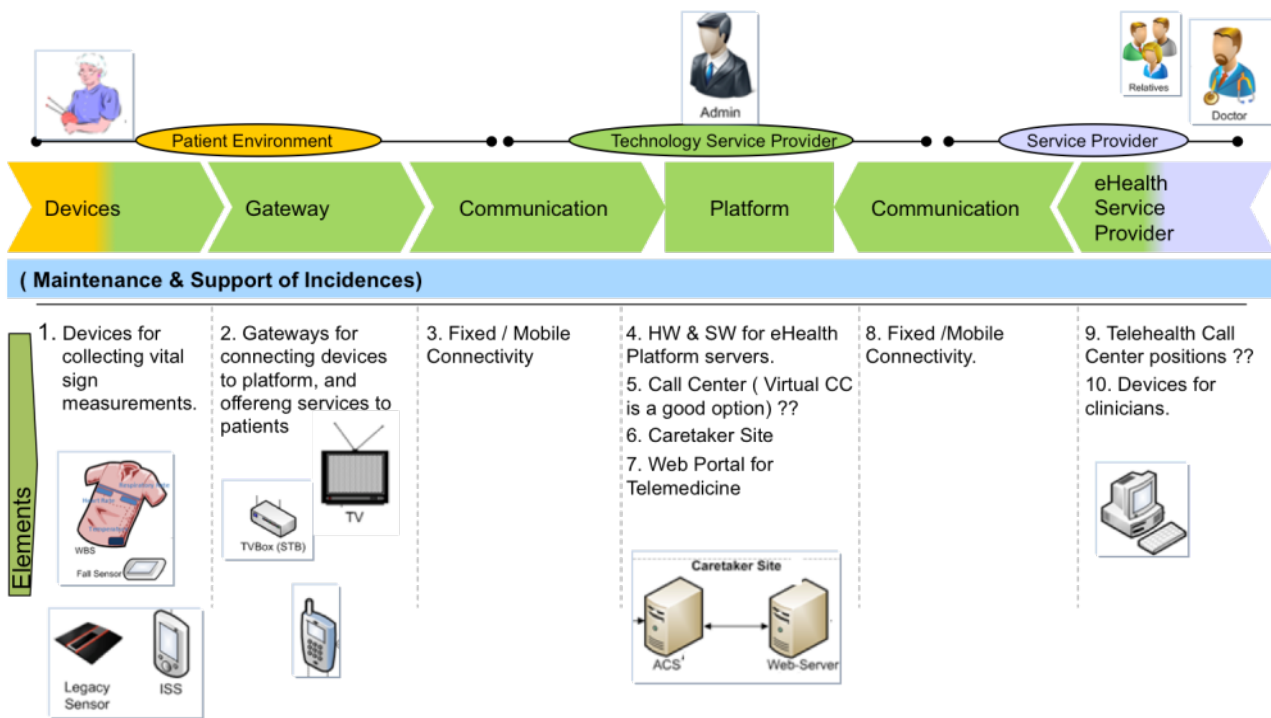 Admin
Relatives
Doctor
Patient Environment
Technology Service Provider
Service Provider
Devices
Gateway
Communication
Platform
Communication
eHealth
Service
Provider
( Maintenance & Support of Incidences)
Elements
1. Devices for
collecting vital
sign
measurements.
Respiratory Rate
Heart Rate
Temperature
WBS
Fall Sensor
Legacy
Sensor
ISS
2. Gateways for
connecting devices
to platform, and
offereng services to
patients
TV
TVBox (STB)
3. Fixed / Mobile
Connectivity
4. HW & SW for eHealth
Platform servers.
5. Call Center ( Virtual CC
is a good option) ??
6. Caretaker Site
7. Web Portal for
Telemedicine
Caretaker Site
ACS
Web-Server
8. Fixed /Mobile
Connectivity.
9. Telehealth Call
Center positions ??
10. Devices for
clinicians.